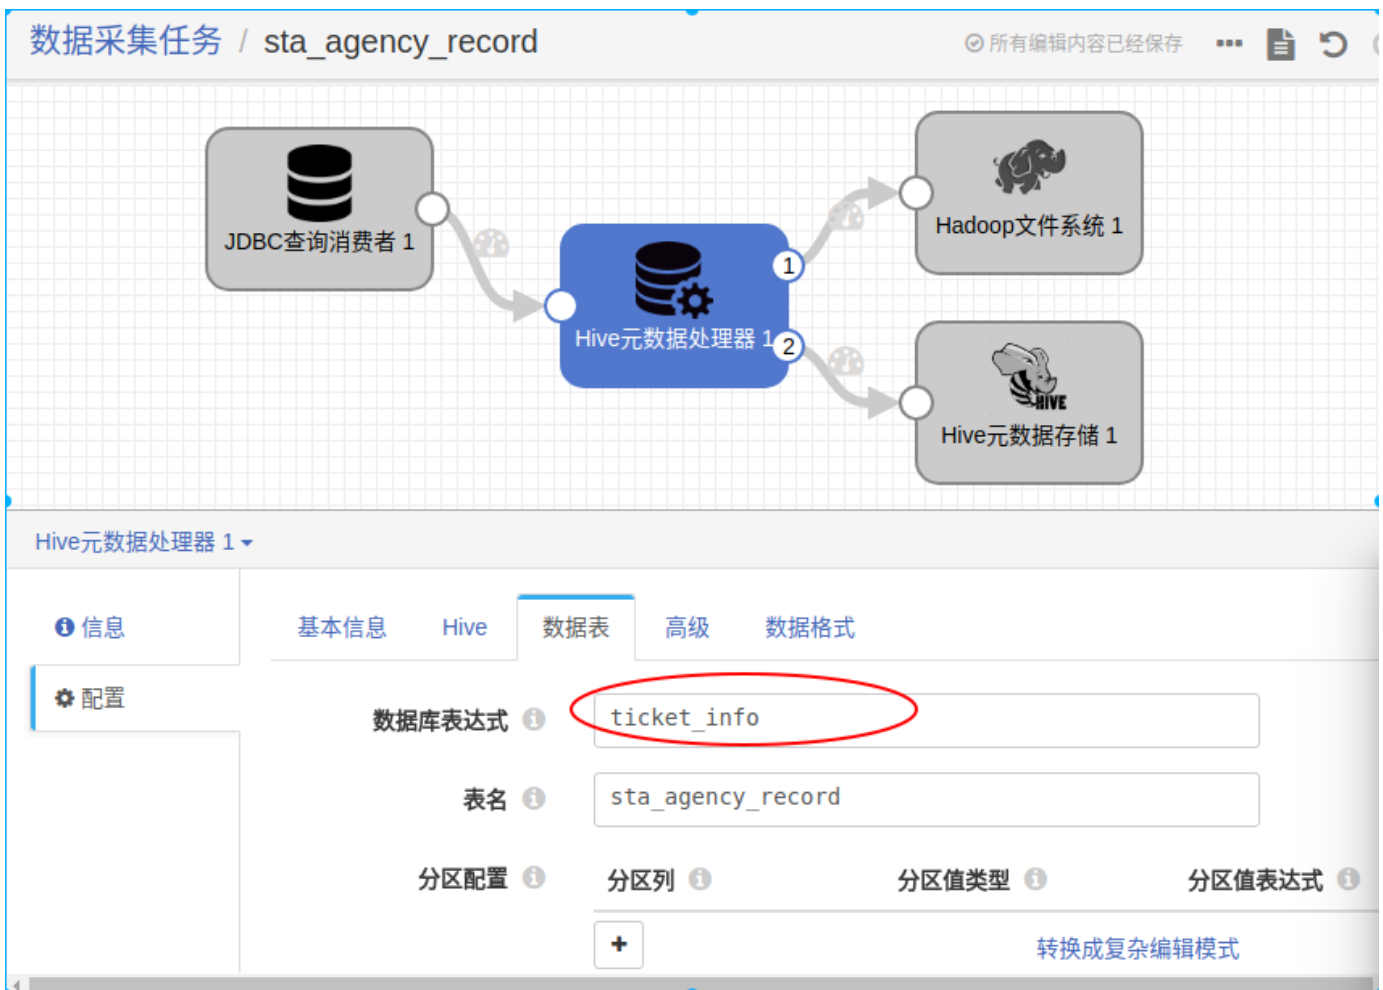 数据采集任务 / sta_agency_record
所有编辑内容已经保存
JDBC查询消费者 1
Hadoop文件系统 1
1
Hive元数据处理器 1
2
HIVE
Hive元数据存储 1
Hive元数据处理器 1
信息
配置
基本信息 Hive 数据表 高级 数据格式
数据库表达式 ticket_info
表名 sta_agency_record
分区配置 分区列 分区值类型 分区值表达式
+ 转换成复杂编辑模式